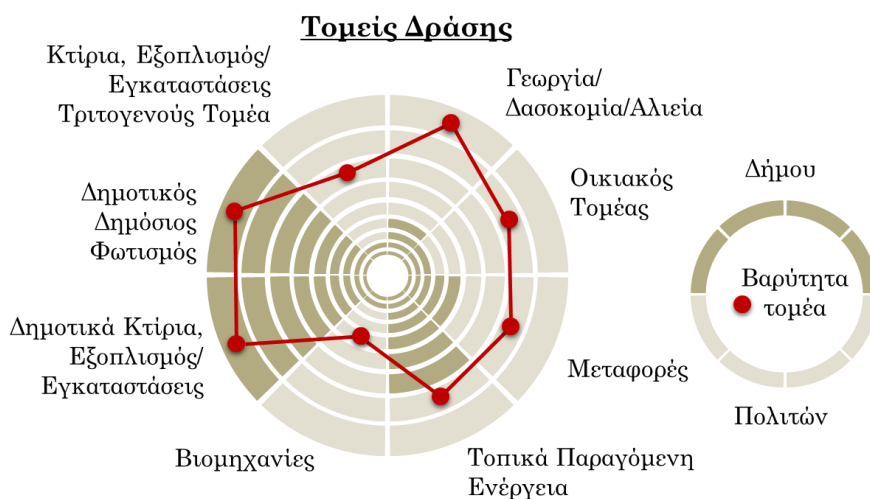 Τομείς Δράσης
Κτίρια, Εξοπλισμός/
Εγκαταστάσεις
Τριτογενούς Τομέα
Γεωργία/
Δασοκομία/Αλιεία
Δημοτικός
Δημόσιος
Φωτισμός
Οικιακός
Τομέας
Δημοτικά Κτίρια,
Εξοπλισμός/
Εγκαταστάσεις
Μεταφορές
Βιομηχανίες
Τοπικά Παραγόμενη
Ενέργεια
Δήμου
Βαρύτητα
τομέα
Πολιτών